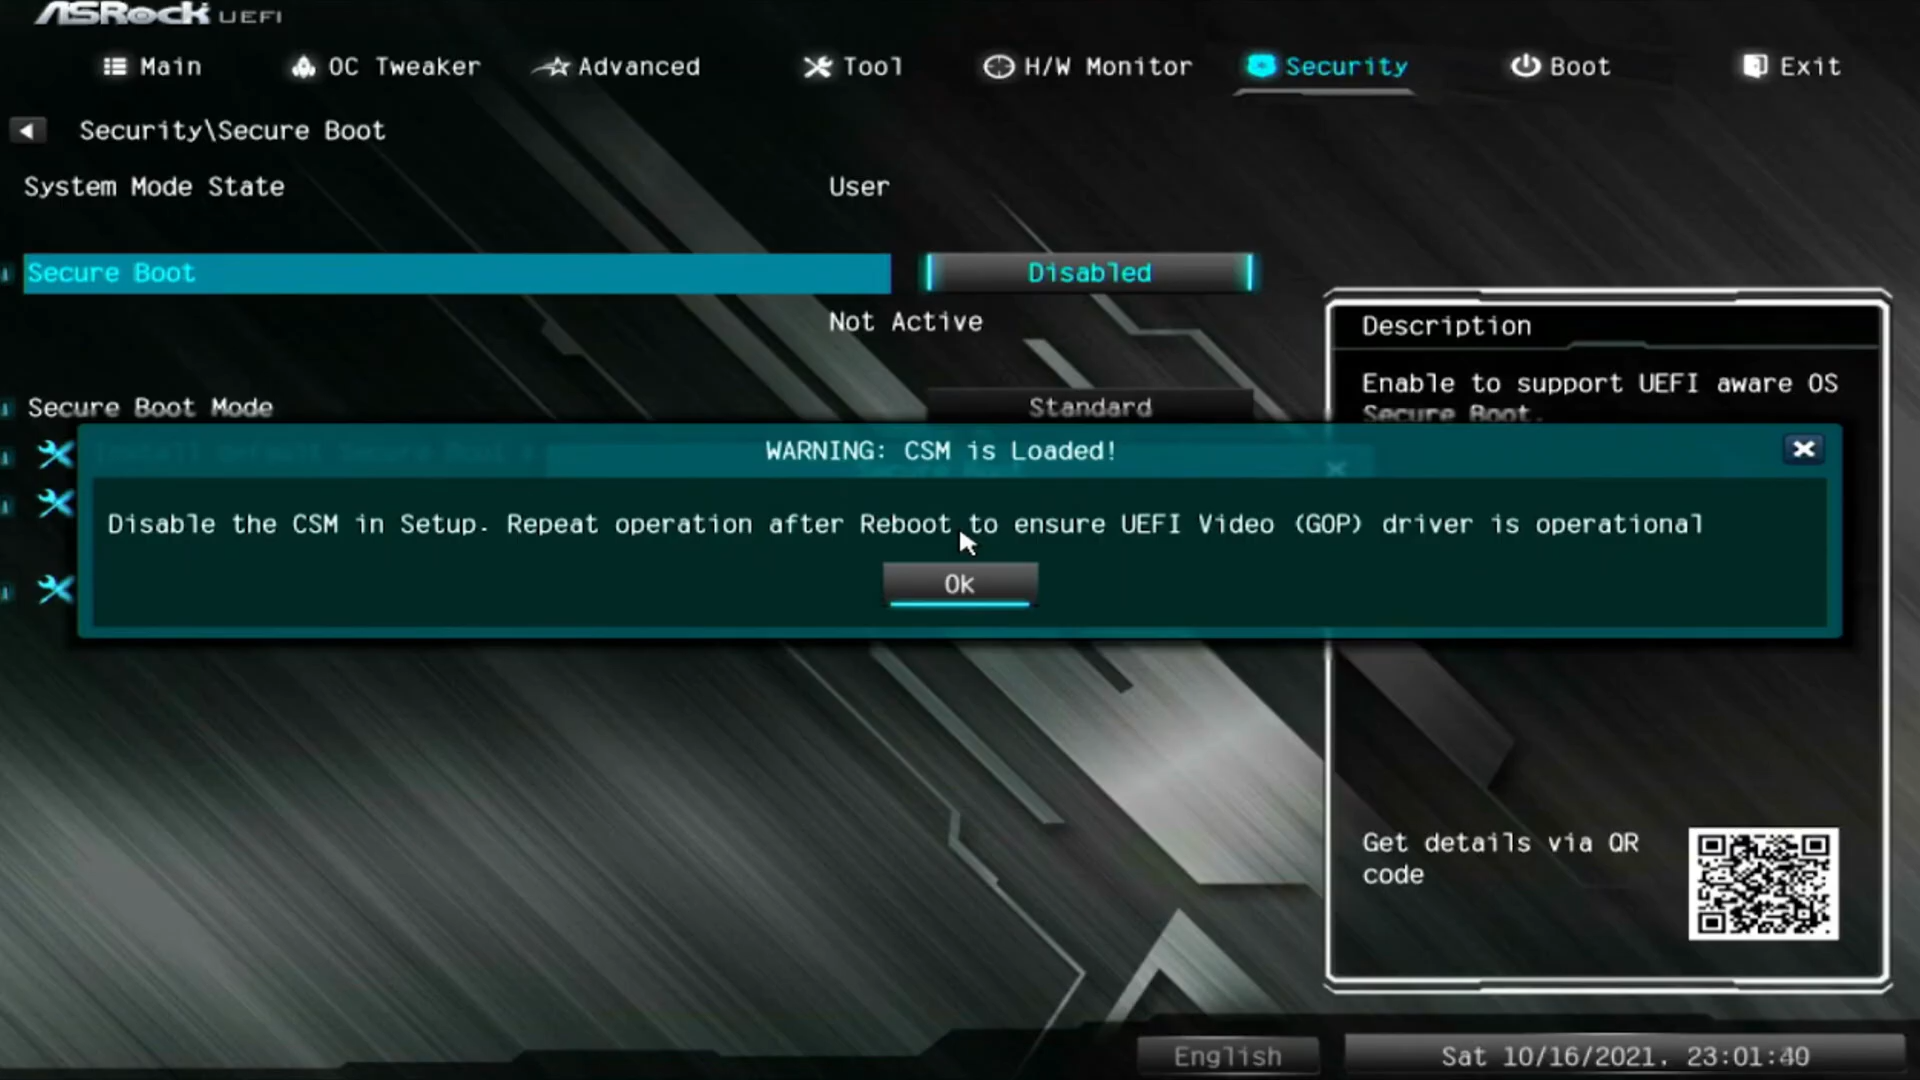 ASRock UEFI
Main OC Tweaker Advanced Tool H/W Monitor Security Boot Exit
Security\Secure Boot
System Mode State User
Secure Boot Disabled
Not Active
Secure Boot Mode Standard
Description
Enable to support UEFI aware OS
Secure Boot.
WARNING: CSM is Loaded!
Disable the CSM in Setup. Repeat operation after Reboot to ensure UEFI Video (GOP) driver is operational
Ok
Get details via QR
code
English Sat 10/16/2021, 23:01:40